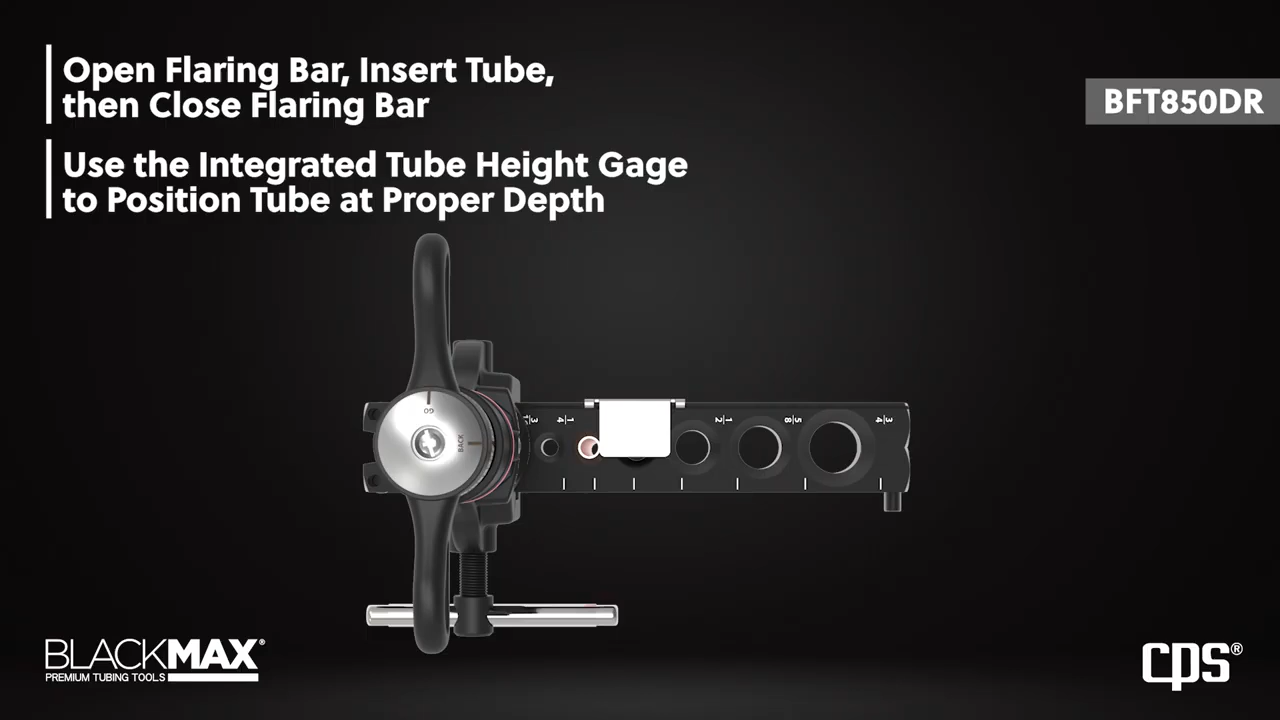 Open Flaring Bar, Insert Tube,
then Close Flaring Bar
BFT850DR
Use the Integrated Tube Height Gage
to Position Tube at Proper Depth
GO
BACK
1/4
1/2
5/8
3/4
BLACKMAX®
PREMIUM TUBING TOOLS
CPS®